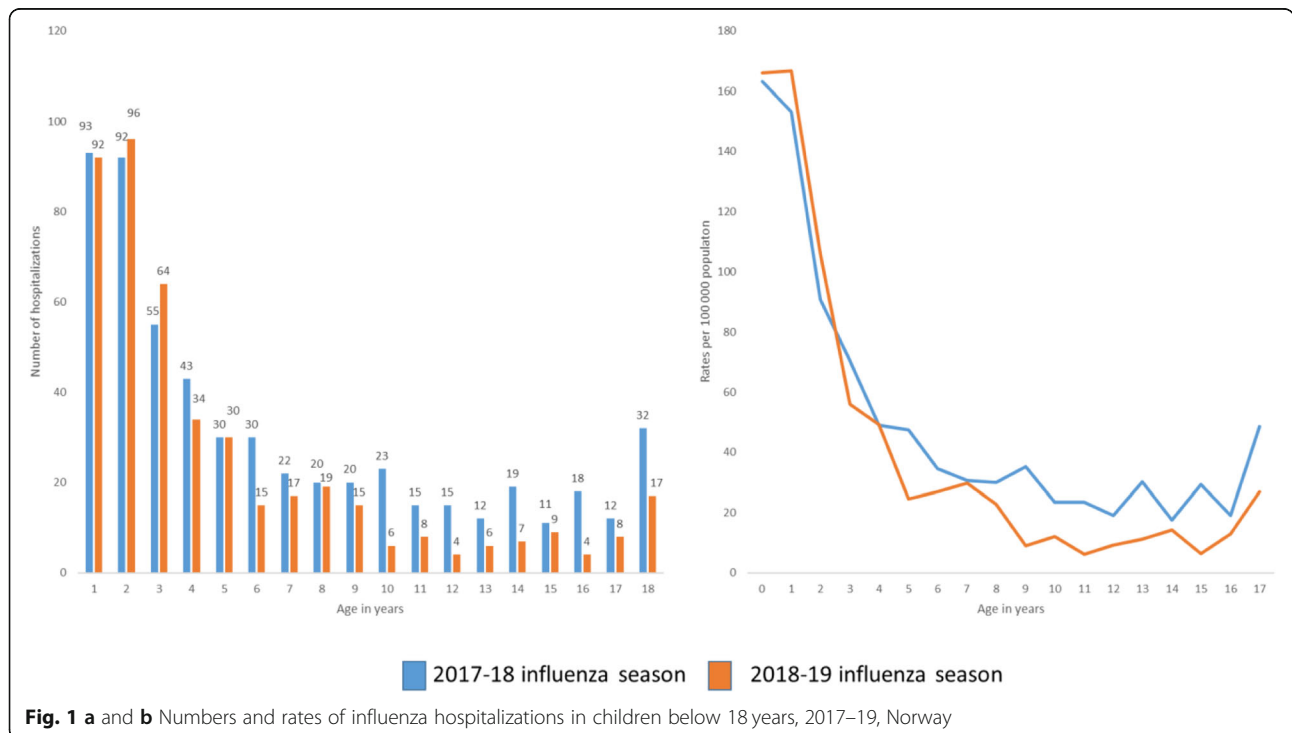 120
100
80
60
40
20
0
Number of hospitalizations
93 92 92 96 55 64 43 34 30 30 30 15 22 17 20 19 20 15 23 6 15 8 15 4 12 6 19 7 11 9 18 4 12 8 32 17
1 2 3 4 5 6 7 8 9 10 11 12 13 14 15 16 17 18
Age in years
180
160
140
120
100
80
60
40
20
0
Rates per 100 000 populaton
0 1 2 3 4 5 6 7 8 9 10 11 12 13 14 15 16 17
Age in years
2017-18 influenza season 2018-19 influenza season
Fig. 1 a and b Numbers and rates of influenza hospitalizations in children below 18 years, 2017–19, Norway